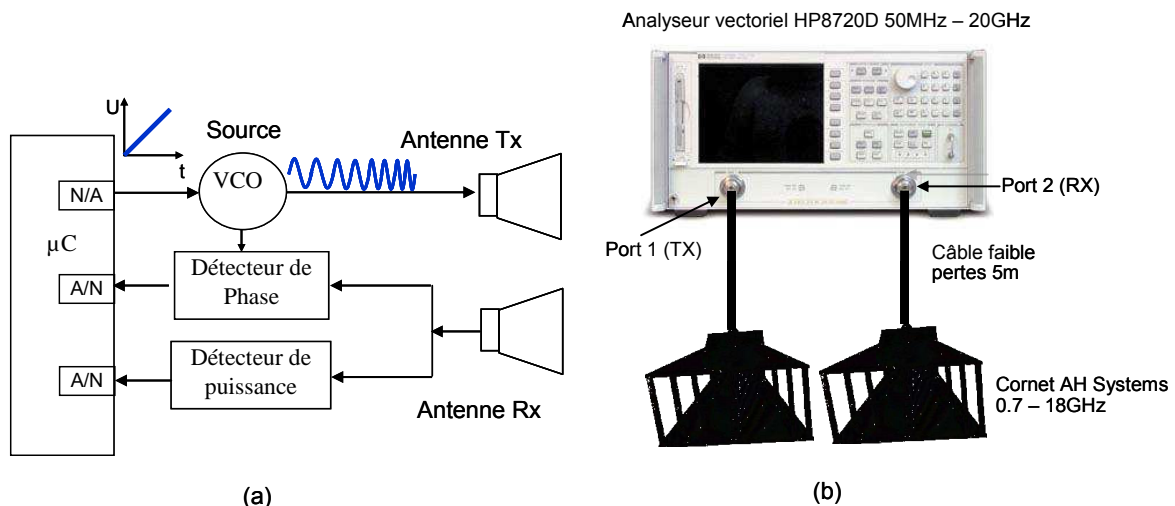 U
t
Source
VCO
Antenne Tx
N/A
µC
A/N
Détecteur de
Phase
A/N
Détecteur de
puissance
Antenne Rx
(a)
Analyseur vectoriel HP8720D 50MHz – 20GHz
Port 2 (RX)
Port 1 (TX)
Câble faible
pertes 5m
Cornet AH Systems
0.7 – 18GHz
(b)